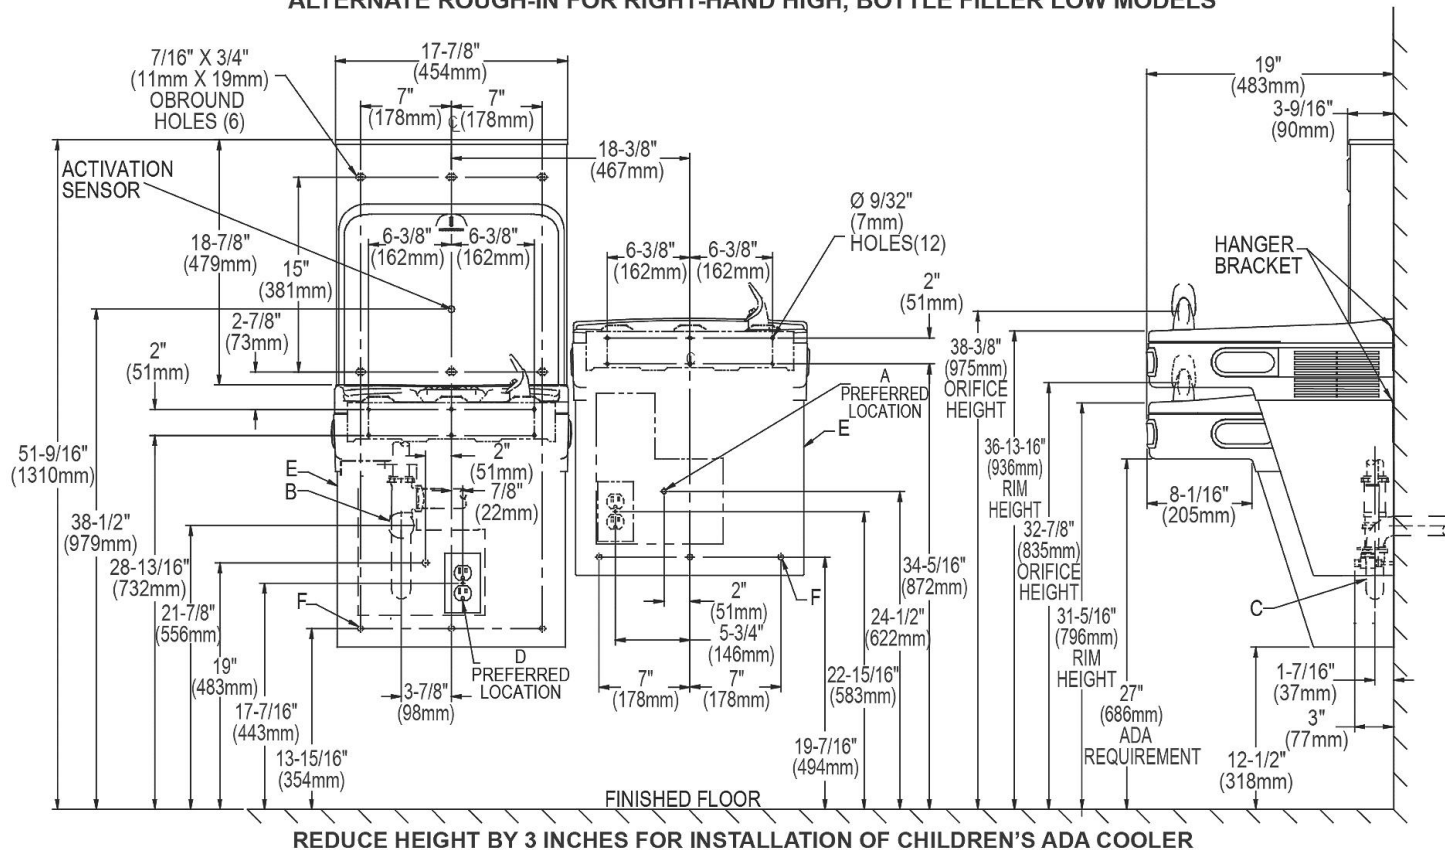 ALTERNATE ROUGH-IN FOR RIGHT-HAND HIGH, BOTTLE FILLER LOW MODELS
7/16" X 3/4"
(11mm X 19mm)
OBROUND
HOLES (6)
17-7/8"
(454mm)
7"
(178mm)
7"
(178mm)
℄
19"
(483mm)
3-9/16"
(90mm)
ACTIVATION
SENSOR
18-3/8"
(467mm)
Ø 9/32"
(7mm)
HOLES(12)
18-7/8"
(479mm)
6-3/8"
(162mm)
6-3/8"
(162mm)
6-3/8"
(162mm)
6-3/8"
(162mm)
HANGER
BRACKET
15"
(381mm)
2"
(51mm)
2-7/8"
(73mm)
2"
(51mm)
℄
38-3/8"
(975mm)
ORIFICE
HEIGHT
A
PREFERRED
LOCATION
E
51-9/16"
(1310mm)
36-13-16"
(936mm)
RIM
HEIGHT
2"
(51mm)
E
B
7/8"
(22mm)
8-1/16"
(205mm)
38-1/2"
(979mm)
32-7/8"
(835mm)
ORIFICE
HEIGHT
28-13/16"
(732mm)
34-5/16"
(872mm)
21-7/8"
(556mm)
F
2"
(51mm)
F
24-1/2"
(622mm)
31-5/16"
(796mm)
RIM
HEIGHT
C
5-3/4"
(146mm)
19"
(483mm)
D
PREFERRED
LOCATION
7"
(178mm)
7"
(178mm)
22-15/16"
(583mm)
1-7/16"
(37mm)
3-7/8"
(98mm)
17-7/16"
(443mm)
27"
(686mm)
ADA
REQUIREMENT
3"
(77mm)
13-15/16"
(354mm)
19-7/16"
(494mm)
12-1/2"
(318mm)
FINISHED FLOOR
REDUCE HEIGHT BY 3 INCHES FOR INSTALLATION OF CHILDREN'S ADA COOLER